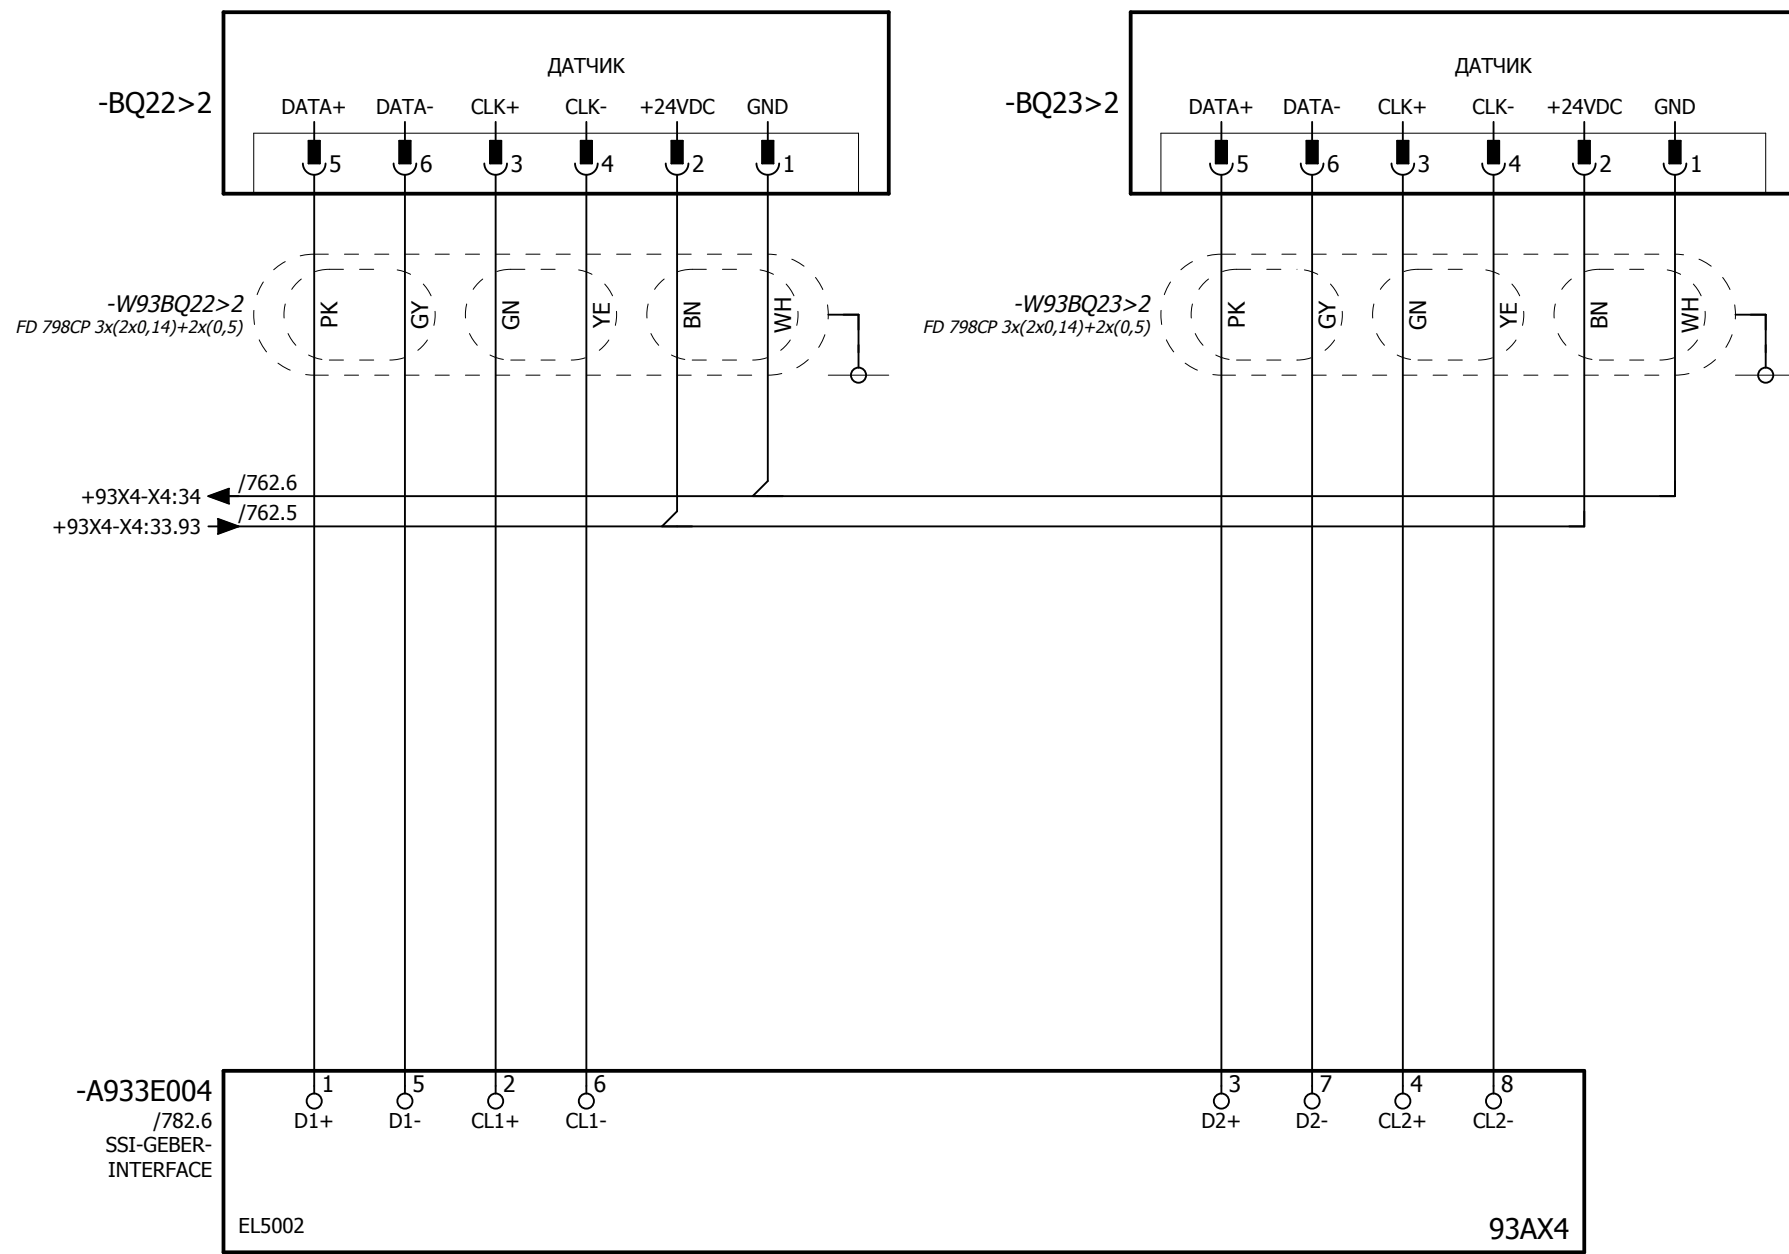 ДАТЧИК
ДАТЧИК
-BQ22>2
DATA+ DATA- CLK+ CLK- +24VDC GND
-BQ23>2
DATA+ DATA- CLK+ CLK- +24VDC GND
5 6 3 4 2 1
5 6 3 4 2 1
-W93BQ22>2
FD 798CP 3x(2x0,14)+2x(0,5)
PK GY GN YE BN WH
-W93BQ23>2
FD 798CP 3x(2x0,14)+2x(0,5)
PK GY GN YE BN WH
+93X4-X4:34 /762.6
+93X4-X4:33.93 /762.5
-A933E004
/782.6
SSI-GEBER-
INTERFACE
1 5 2 6
D1+ D1- CL1+ CL1-
3 7 4 8
D2+ D2- CL2+ CL2-
EL5002
93AX4